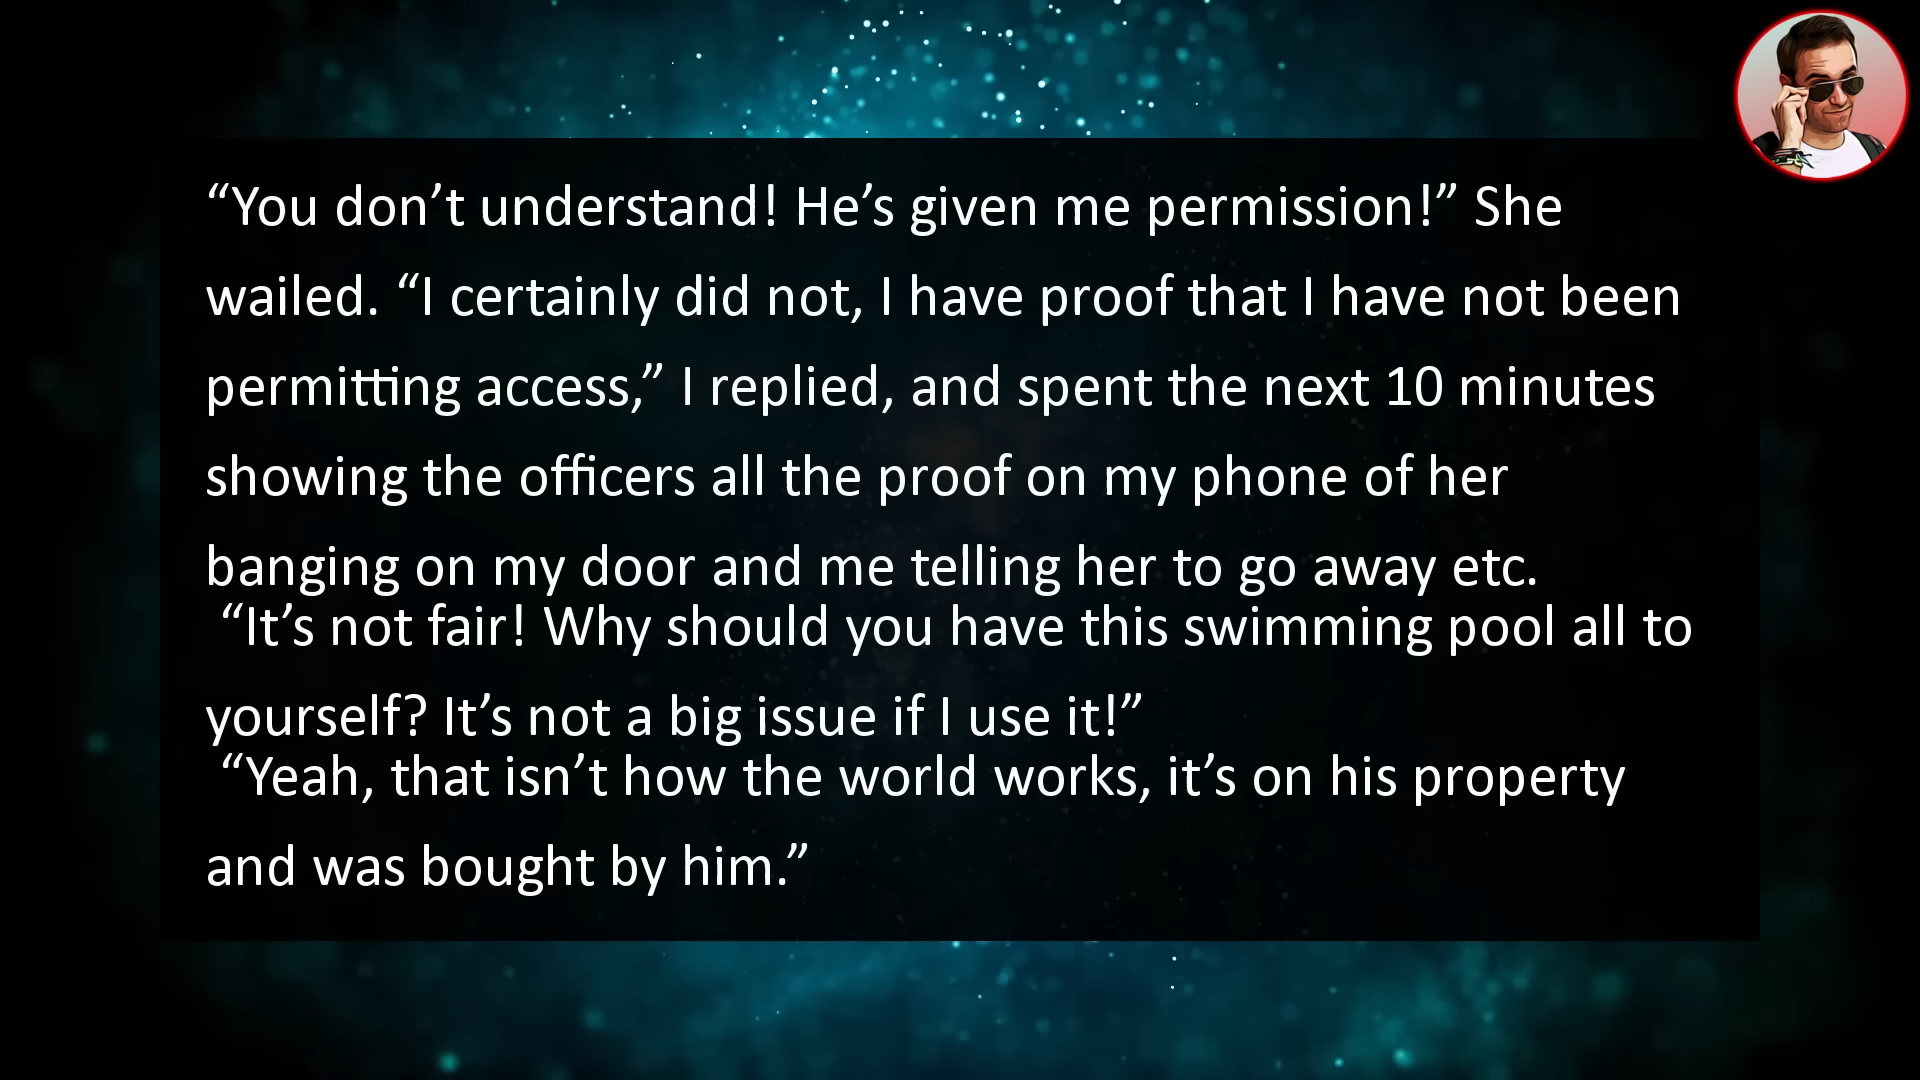 “You don’t understand! He’s given me permission!” She
wailed. “I certainly did not, I have proof that I have not been
permitting access,” I replied, and spent the next 10 minutes
showing the officers all the proof on my phone of her
banging on my door and me telling her to go away etc.
“It’s not fair! Why should you have this swimming pool all to
yourself? It’s not a big issue if I use it!”
“Yeah, that isn’t how the world works, it’s on his property
and was bought by him.”